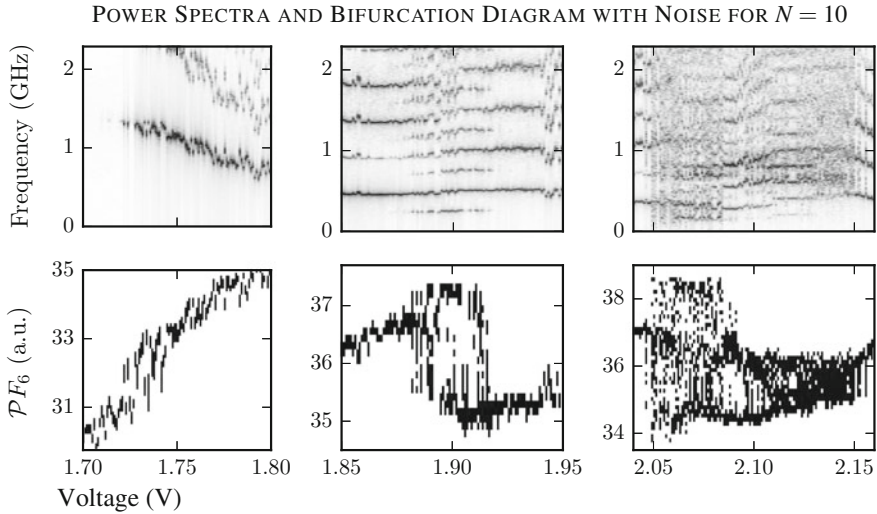 POWER SPECTRA AND BIFURCATION DIAGRAM WITH NOISE FOR N = 10
Frequency (GHz)
2
1
0
2
1
0
2
1
0
𝒫F₆ (a.u.)
35
33
31
37
36
35
38
36
34
1.70 1.75 1.80
1.85 1.90 1.95
2.05 2.10 2.15
Voltage (V)